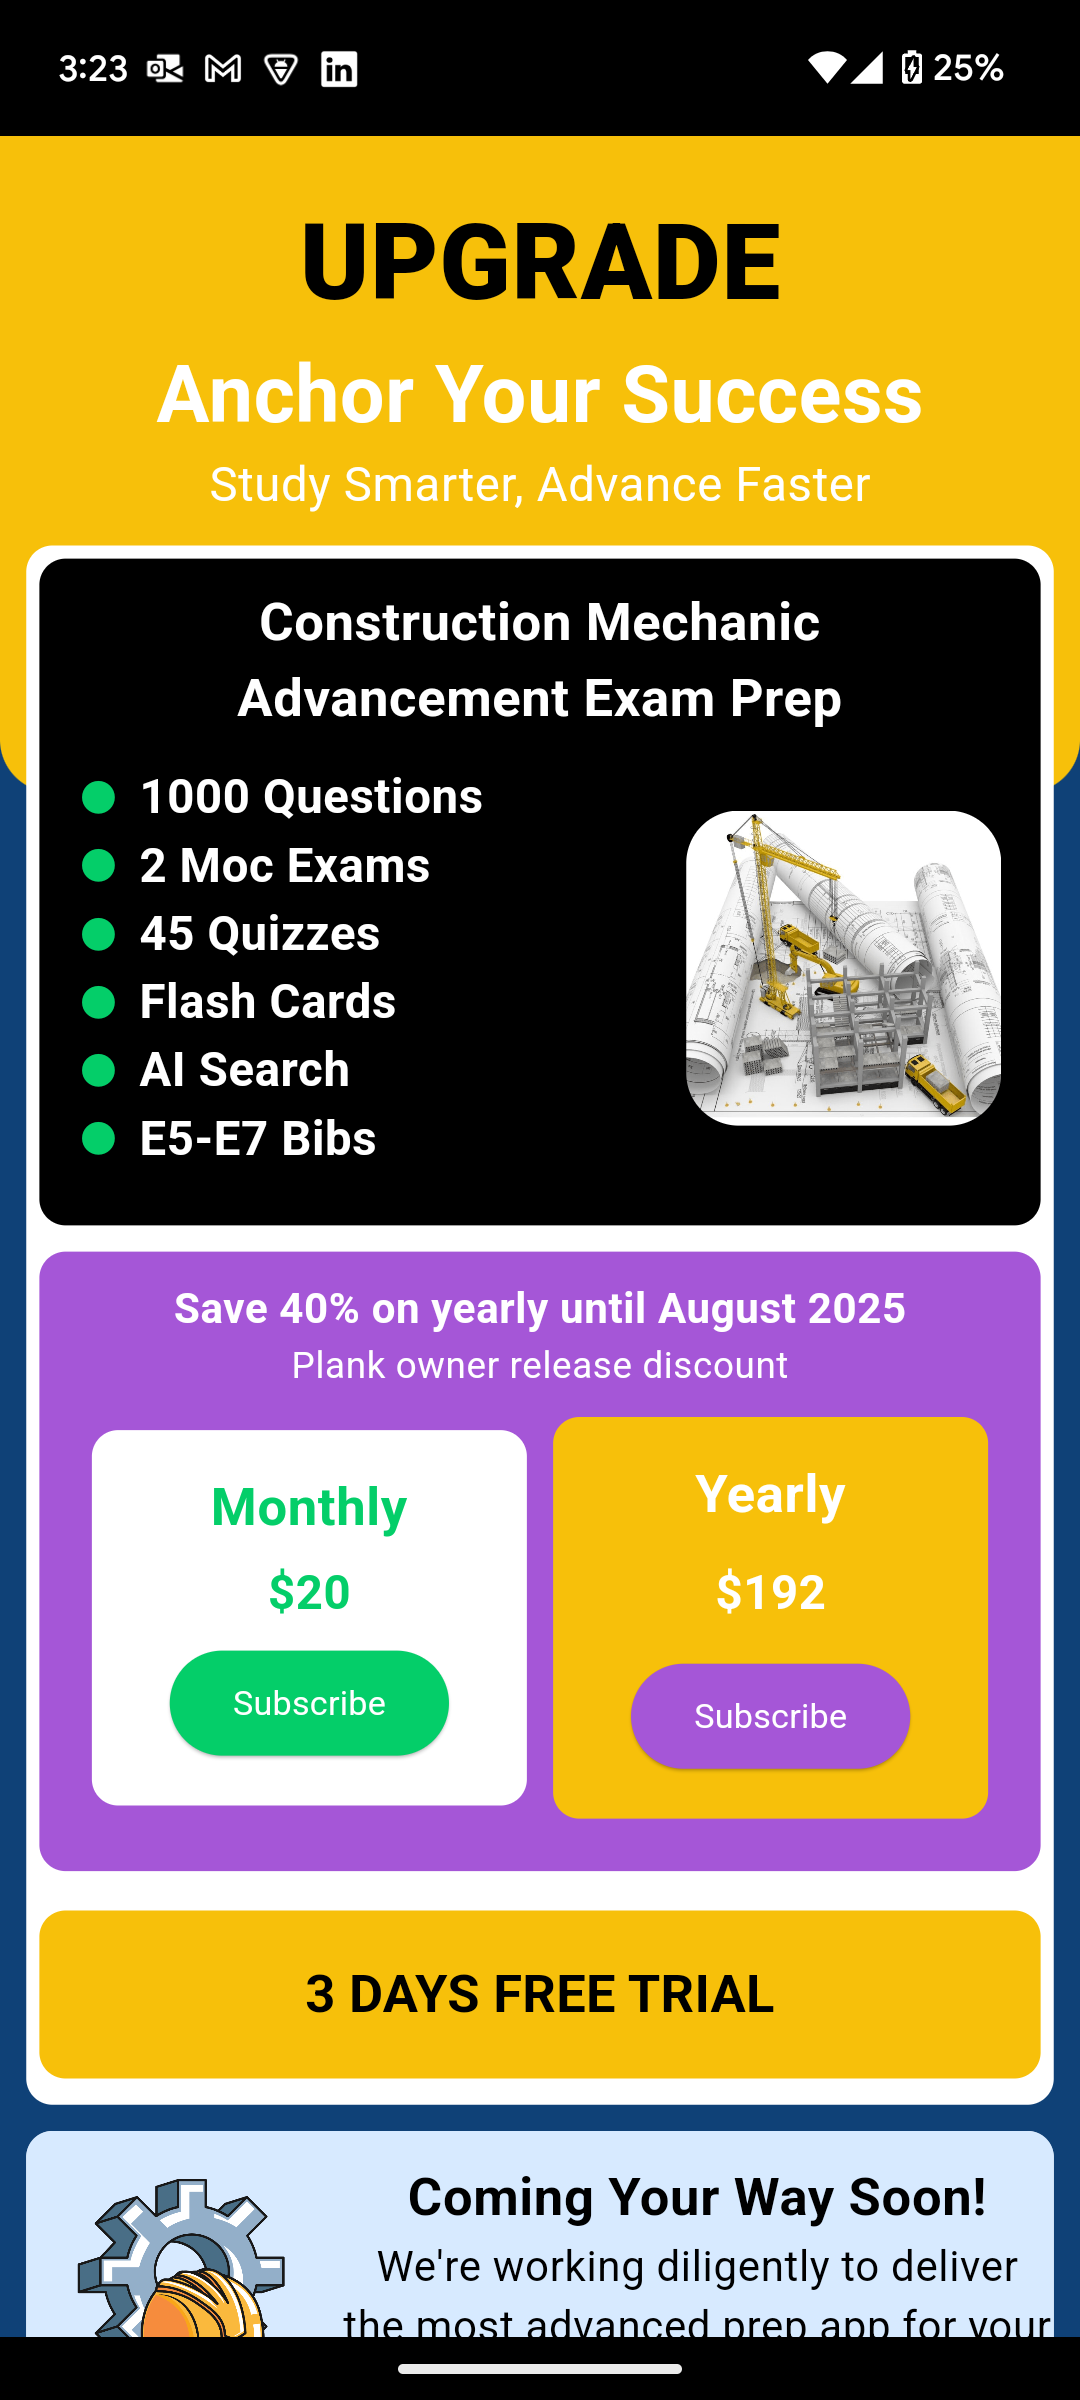 3:23
25%
UPGRADE
Anchor Your Success
Study Smarter, Advance Faster
Construction Mechanic
Advancement Exam Prep
1000 Questions
2 Moc Exams
45 Quizzes
Flash Cards
AI Search
E5-E7 Bibs
Save 40% on yearly until August 2025
Plank owner release discount
Monthly
$20
Subscribe
Yearly
$192
Subscribe
3 DAYS FREE TRIAL
Coming Your Way Soon!
We're working diligently to deliver
the most advanced prep app for your